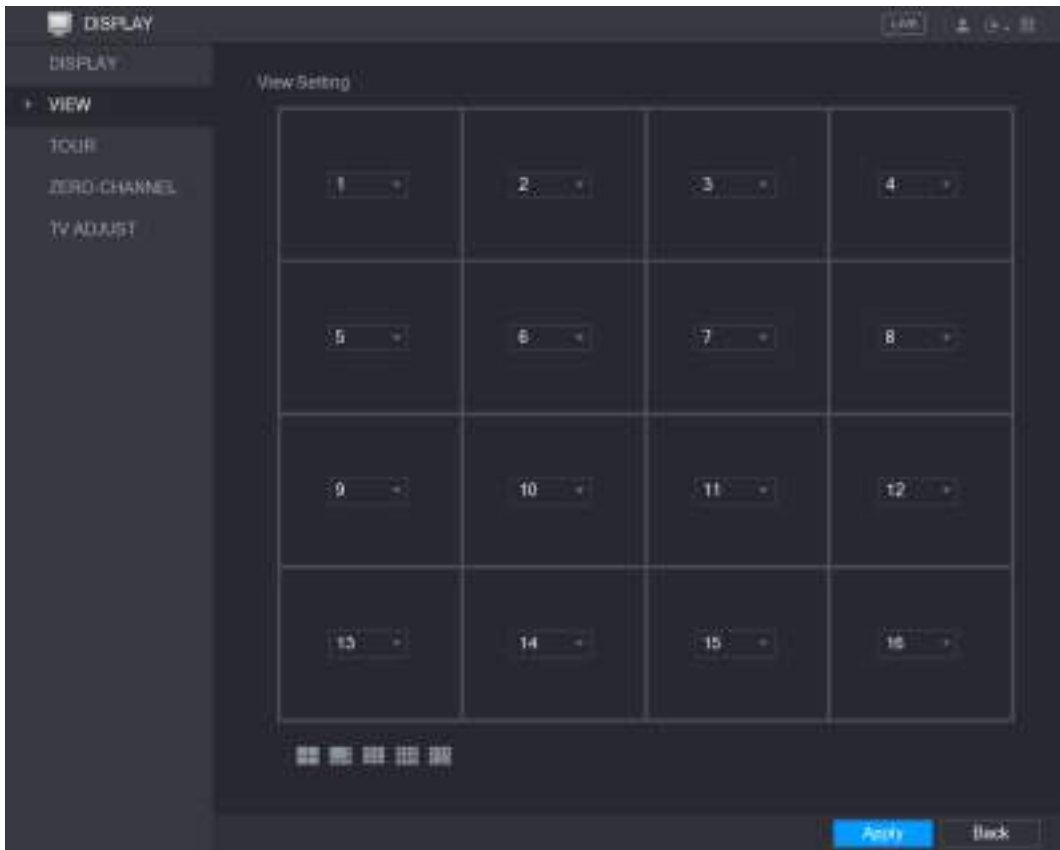 DISPLAY
LIVE
DISPLAY
VIEW
TOUR
ZERO-CHANNEL
TV ADJUST
View Setting
1 2 3 4
5 6 7 8
9 10 11 12
13 14 15 16
Apply Back